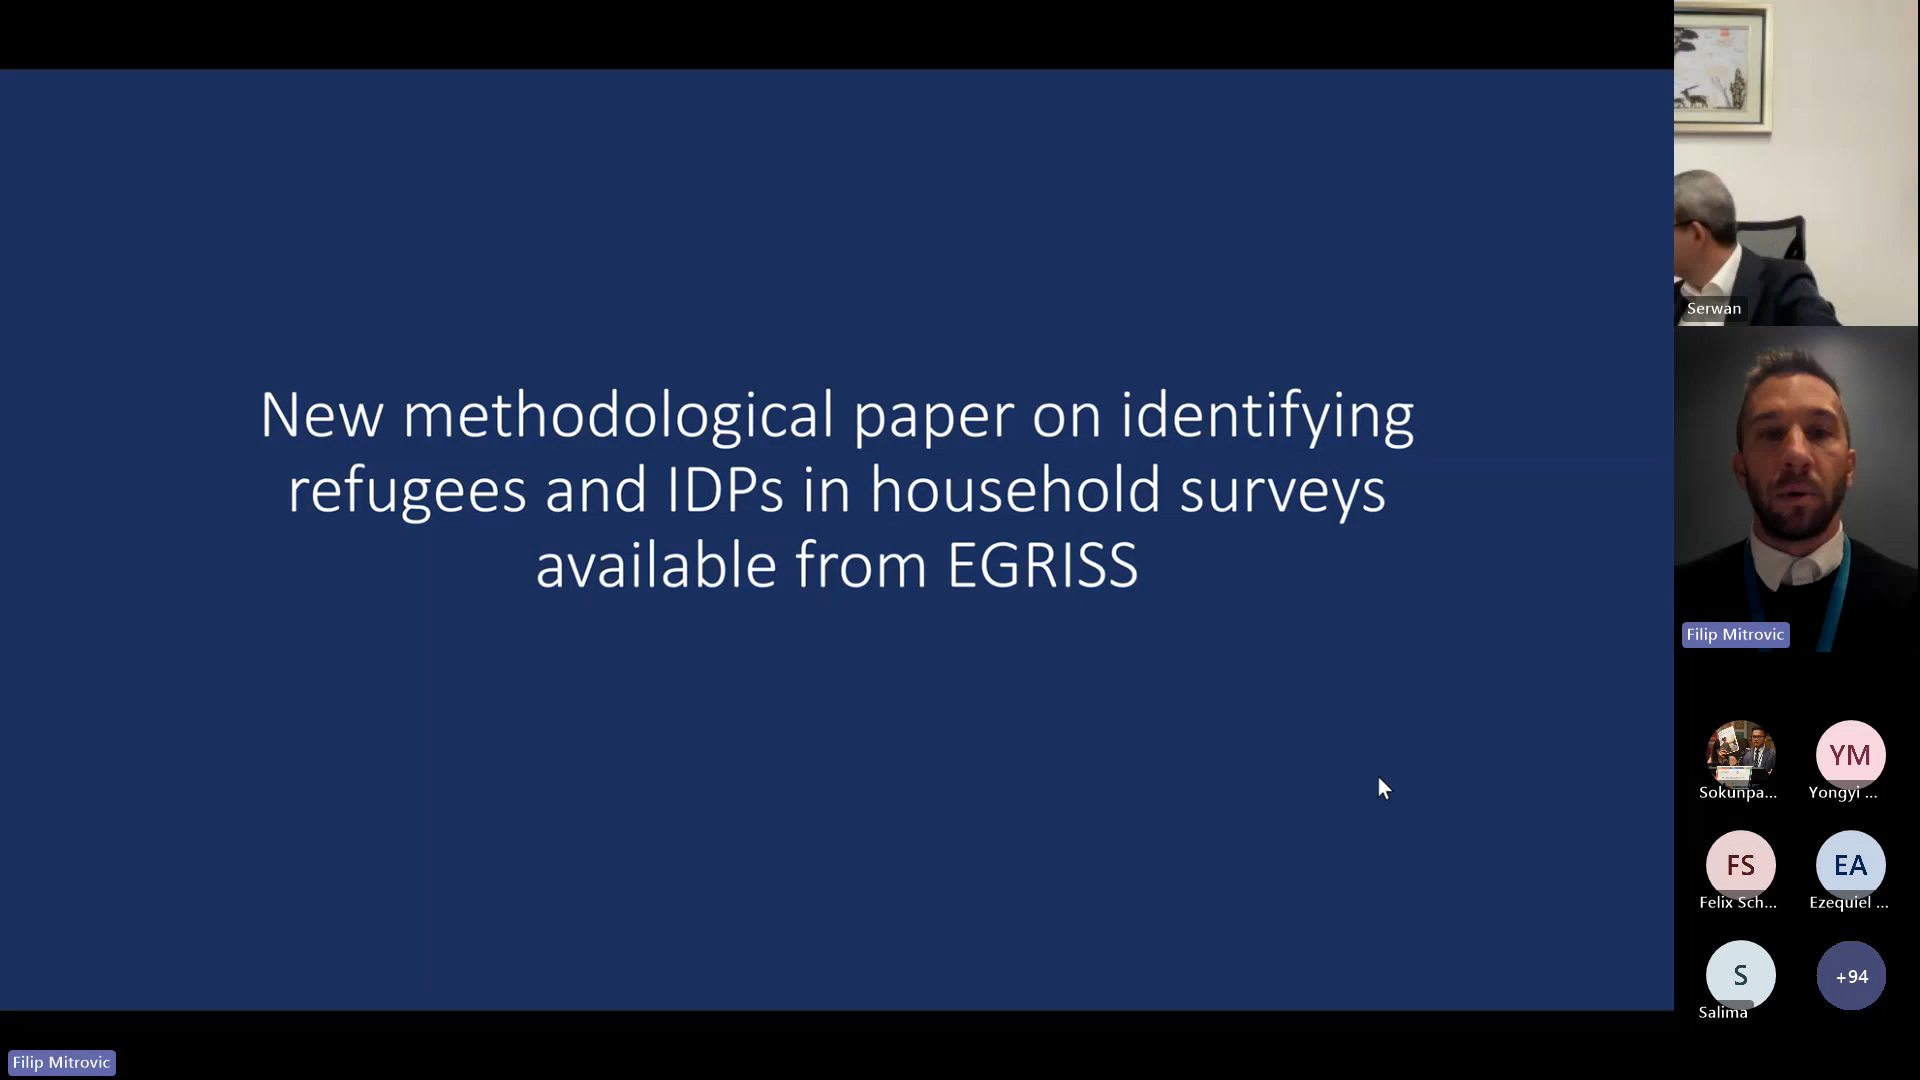 New methodological paper on identifying
refugees and IDPs in household surveys
available from EGRISS
Serwan
Filip Mitrovic
Sokunpa...
YM
Yongyi ...
FS
Felix Sch...
EA
Ezequiel ...
S
Salima
+94
Filip Mitrovic